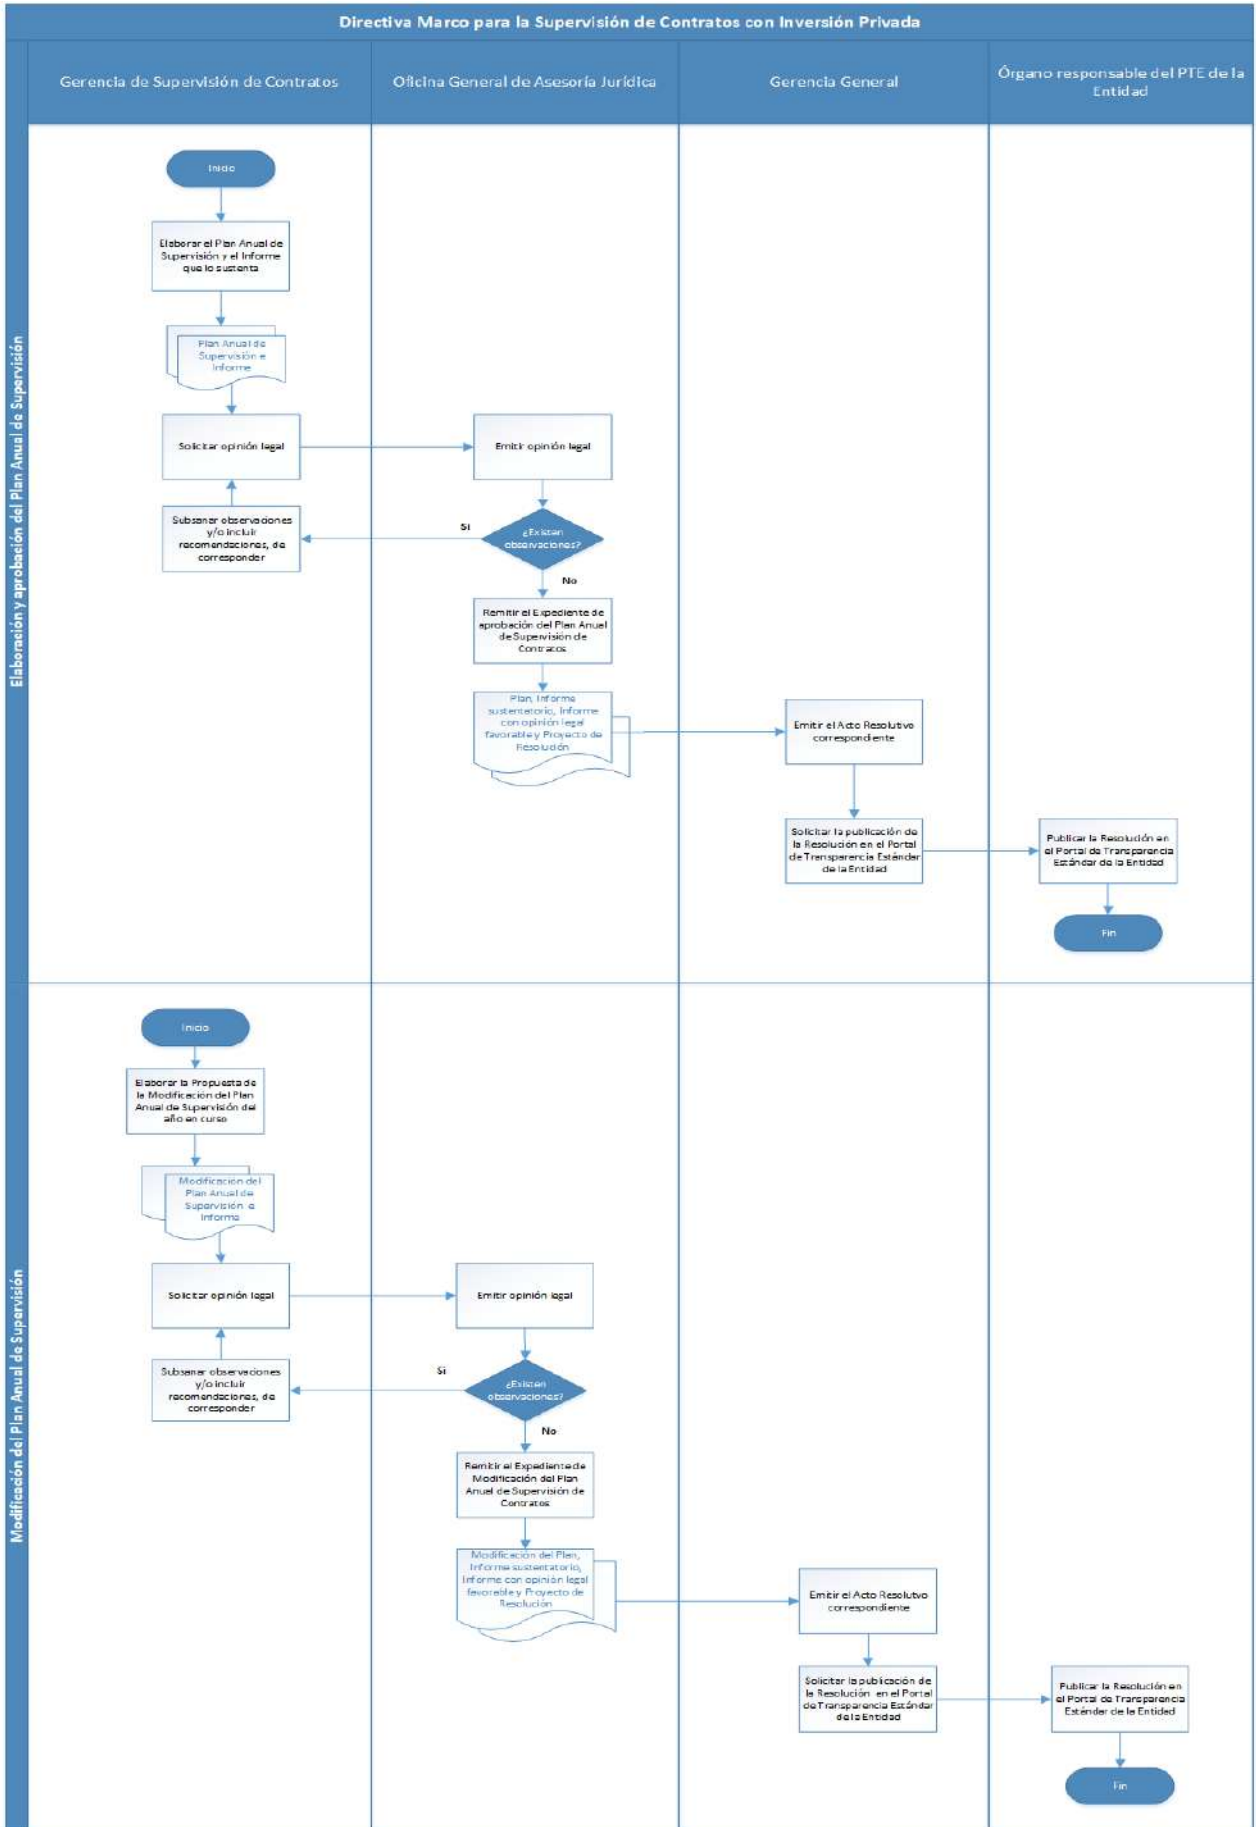 Directiva Marco para la Supervisión de Contratos con Inversión Privada
Gerencia de Supervisión de Contratos
Oficina General de Asesoría Jurídica
Gerencia General
Órgano responsable del PTE de la
Entidad
Elaboración y aprobación del Plan Anual de Supervisión
Inicio
Elaborar el Plan Anual de
Supervisión y el Informe
que lo sustenta
Plan Anual de
Supervisión e
Informe
Solicitar opinión legal
Emitir opinión legal
Subsanar observaciones
y/o incluir
recomendaciones, de
corresponder
Si
¿Existen
observaciones?
No
Remitir el Expediente de
aprobación del Plan Anual
de Supervisión de
Contratos
Plan, Informe
sustentatorio, Informe
con opinión legal
favorable y Proyecto de
Resolución
Emitir el Acto Resolutivo
correspondiente
Solicitar la publicación de
la Resolución en el Portal
de Transparencia Estándar
de la Entidad
Publicar la Resolución en
el Portal de Transparencia
Estándar de la Entidad
Fin
Modificación del Plan Anual de Supervisión
Inicio
Elaborar la Propuesta de
la Modificación del Plan
Anual de Supervisión del
año en curso
Modificación del
Plan Anual de
Supervisión e
Informe
Solicitar opinión legal
Emitir opinión legal
Subsanar observaciones
y/o incluir
recomendaciones, de
corresponder
Si
¿Existen
observaciones?
No
Remitir el Expediente de
Modificación del Plan
Anual de Supervisión de
Contratos
Modificación del Plan,
Informe sustentatorio,
Informe con opinión legal
favorable y Proyecto de
Resolución
Emitir el Acto Resolutvo
correspondiente
Solicitar la publicación de
la Resolución en el Portal
de Transparencia Estándar
de la Entidad
Publicar la Resolución en
el Portal de Transparencia
Estándar de la Entidad
Fin